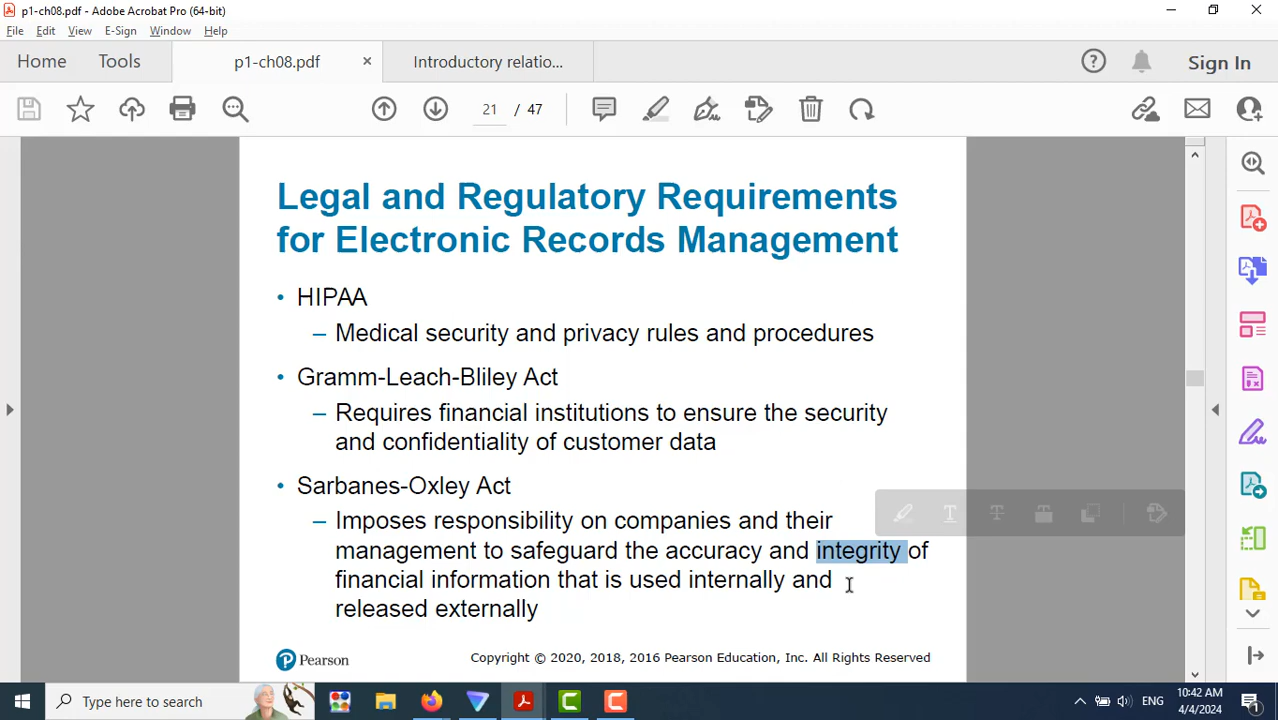 p1-ch08.pdf - Adobe Acrobat Pro (64-bit)
File Edit View E-Sign Window Help
Home Tools p1-ch08.pdf × Introductory relatio... Sign In
21 / 47
Legal and Regulatory Requirements
for Electronic Records Management
• HIPAA
– Medical security and privacy rules and procedures
• Gramm-Leach-Bliley Act
– Requires financial institutions to ensure the security
and confidentiality of customer data
• Sarbanes-Oxley Act
– Imposes responsibility on companies and their
management to safeguard the accuracy and integrity of
financial information that is used internally and
released externally
Pearson Copyright © 2020, 2018, 2016 Pearson Education, Inc. All Rights Reserved
Type here to search
ENG
10:42 AM
4/4/2024